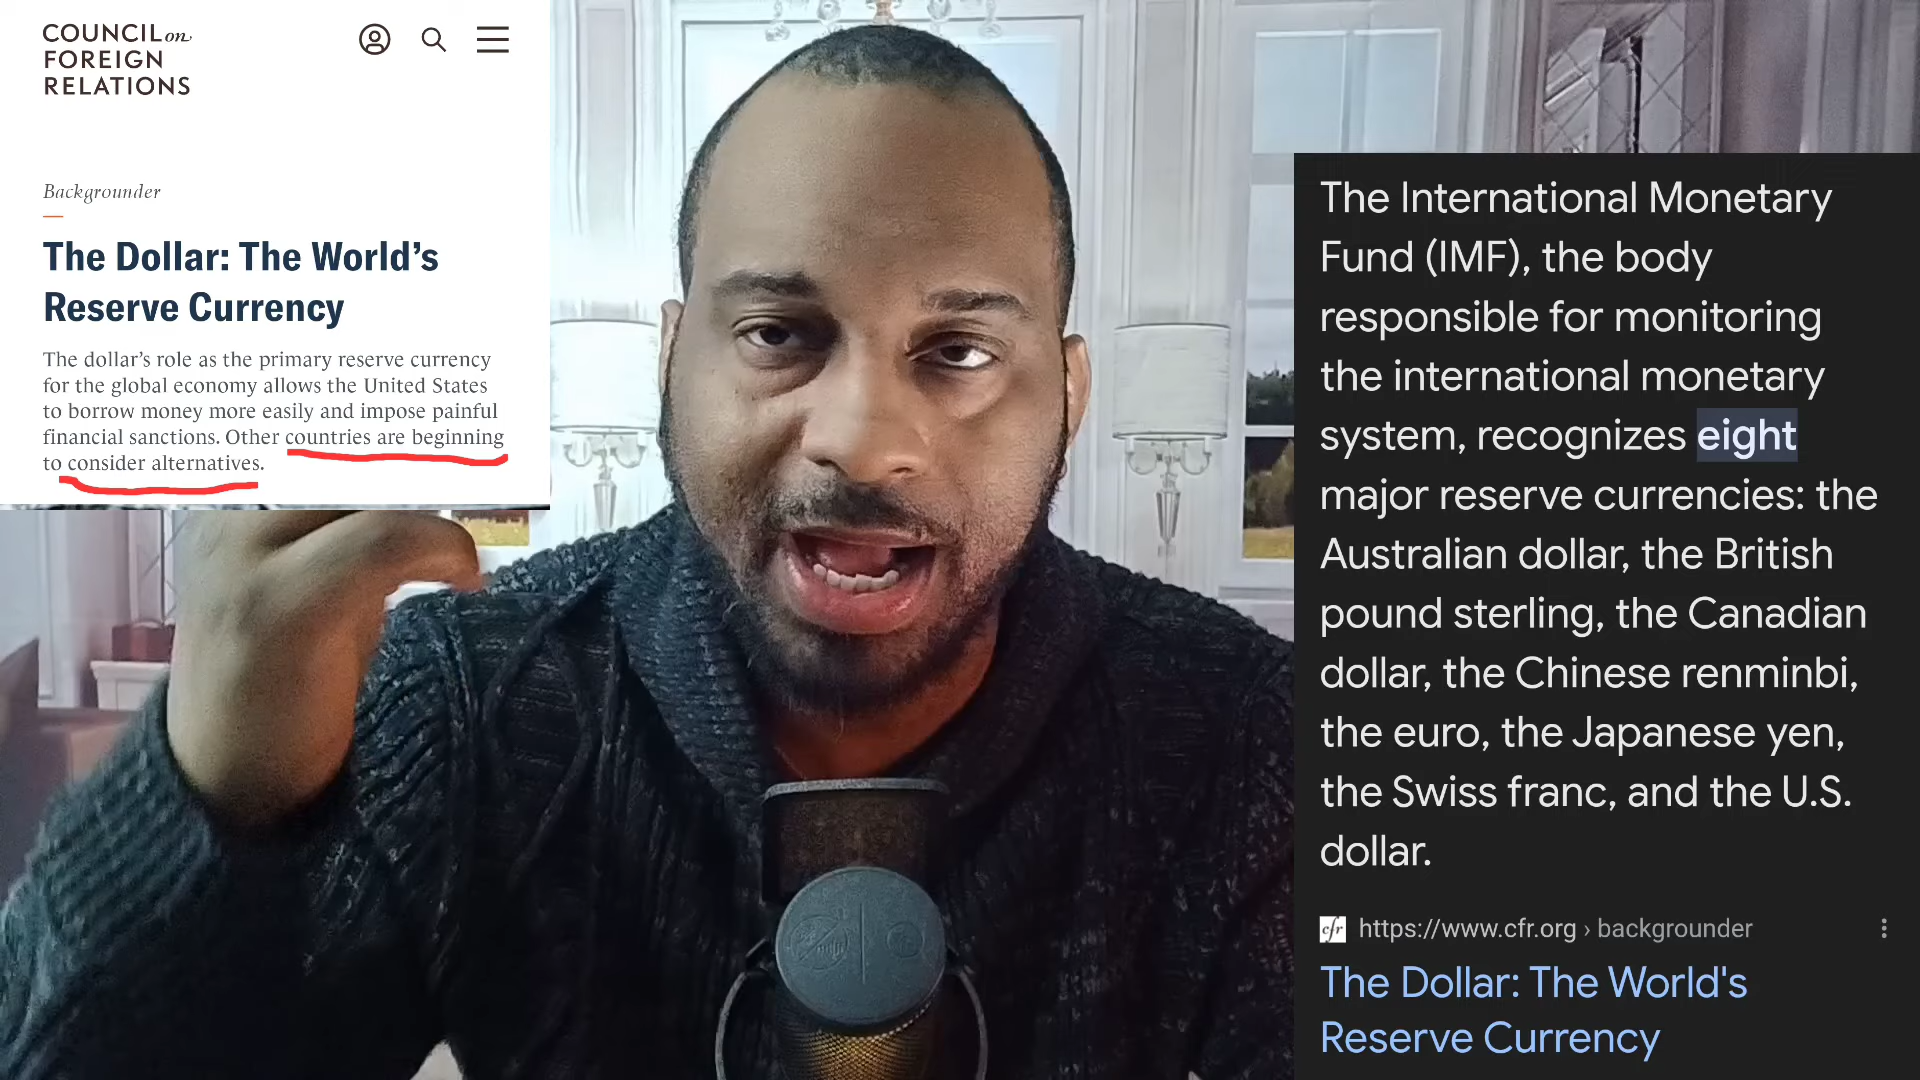 COUNCIL on
FOREIGN
RELATIONS
Backgrounder
The Dollar: The World’s
Reserve Currency
The dollar’s role as the primary reserve currency
for the global economy allows the United States
to borrow money more easily and impose painful
financial sanctions. Other countries are beginning
to consider alternatives.
The International Monetary
Fund (IMF), the body
responsible for monitoring
the international monetary
system, recognizes eight
major reserve currencies: the
Australian dollar, the British
pound sterling, the Canadian
dollar, the Chinese renminbi,
the euro, the Japanese yen,
the Swiss franc, and the U.S.
dollar.
cfr https://www.cfr.org › backgrounder
The Dollar: The World's
Reserve Currency